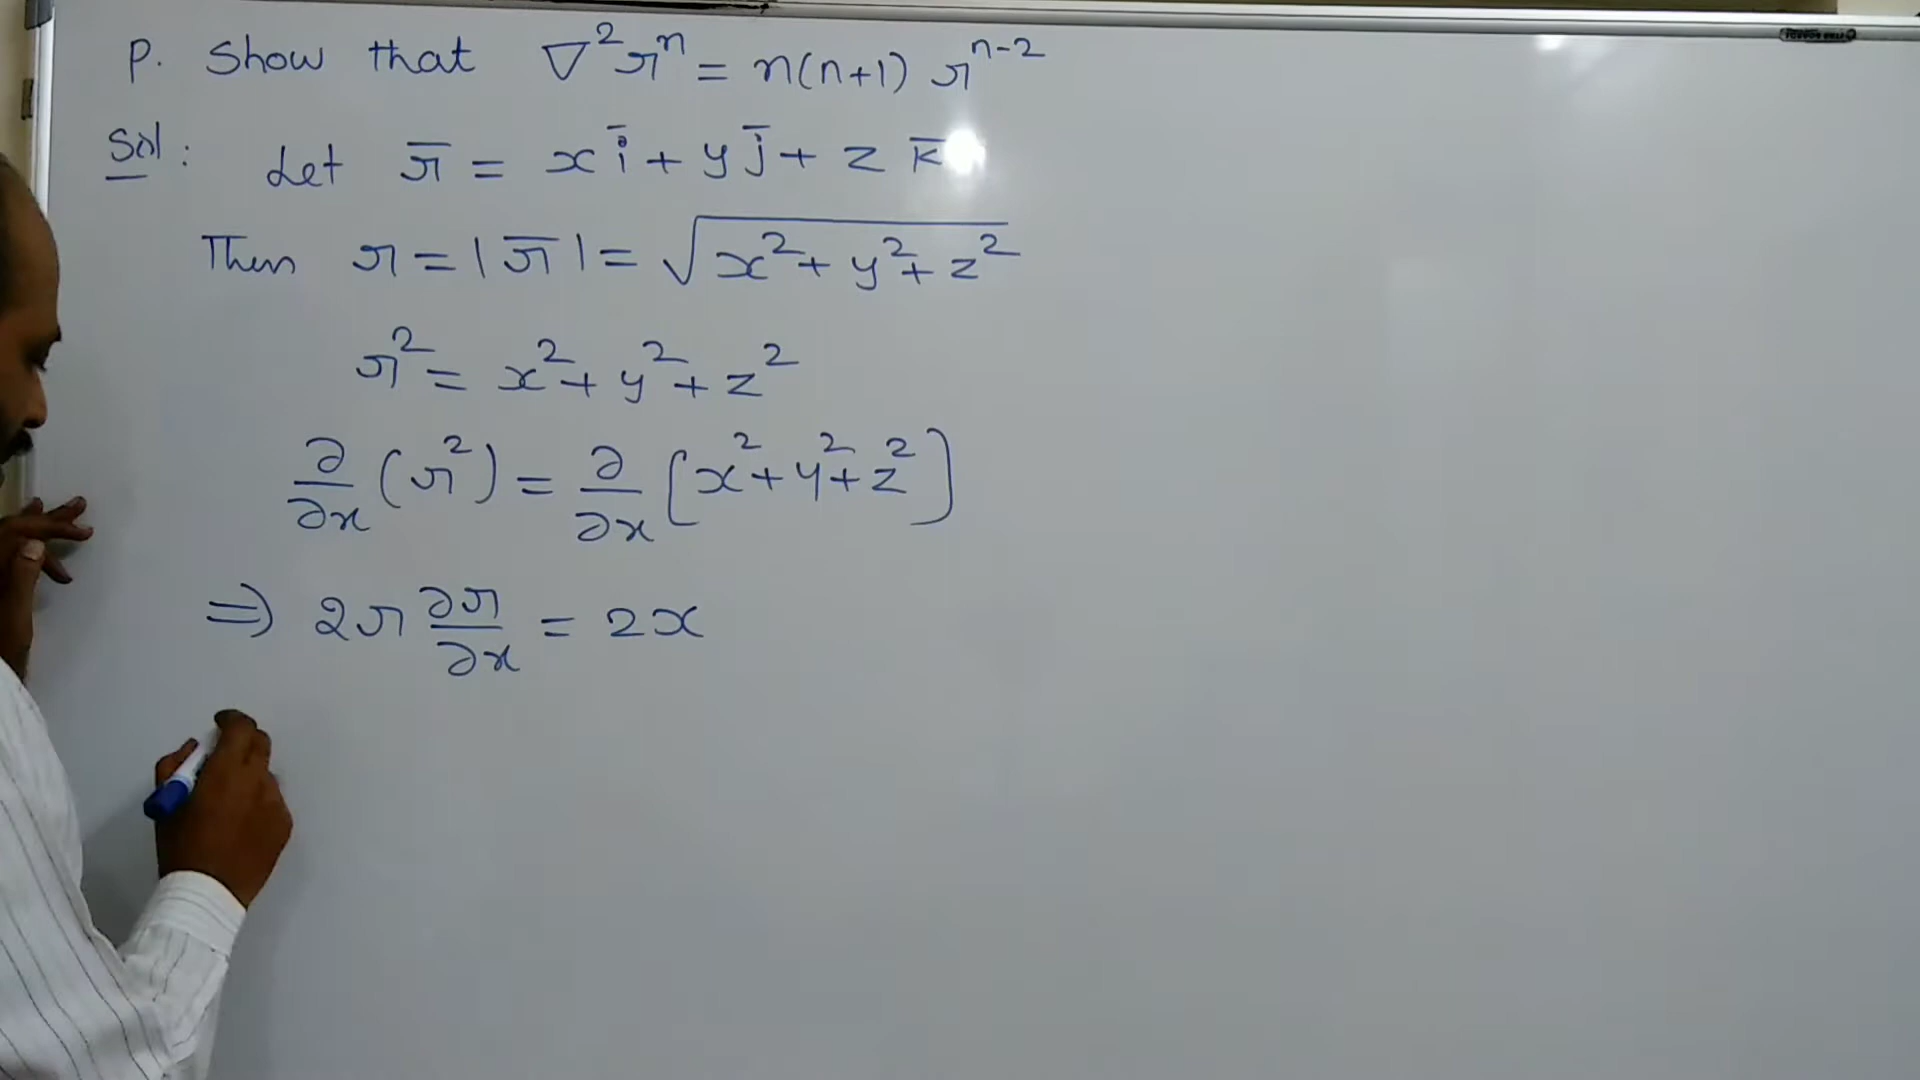 P. Show that ∇²rⁿ = n(n+1) rⁿ⁻²
Sol: Let r̅ = x i̅ + y j̅ + z k̅
Then r = |r̅| = √(x² + y² + z²)
r² = x² + y² + z²
∂/∂x (r²) = ∂/∂x [x² + y² + z²]
⇒ 2r ∂r/∂x = 2x